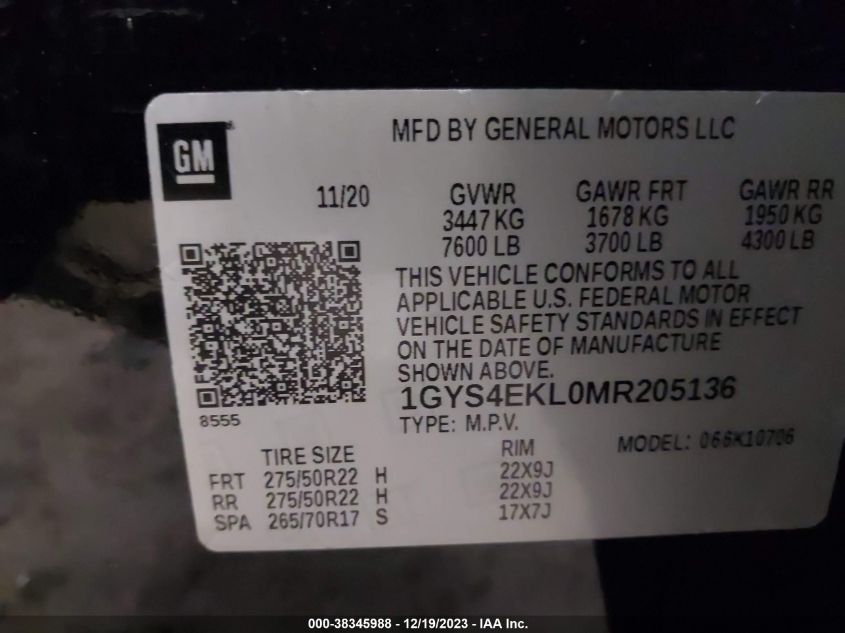 MFD BY GENERAL MOTORS LLC
GM®
11/20 GVWR GAWR FRT GAWR RR
3447 KG 1678 KG 1950 KG
7600 LB 3700 LB 4300 LB
THIS VEHICLE CONFORMS TO ALL
APPLICABLE U.S. FEDERAL MOTOR
VEHICLE SAFETY STANDARDS IN EFFECT
ON THE DATE OF MANUFACTURE
SHOWN ABOVE.
1GYS4EKL0MR205136
8555
TYPE: M.P.V.
MODEL: 066K10706
TIRE SIZE RIM
FRT 275/50R22 H 22X9J
RR 275/50R22 H 22X9J
SPA 265/70R17 S 17X7J
000-38345988 - 12/19/2023 - IAA Inc.